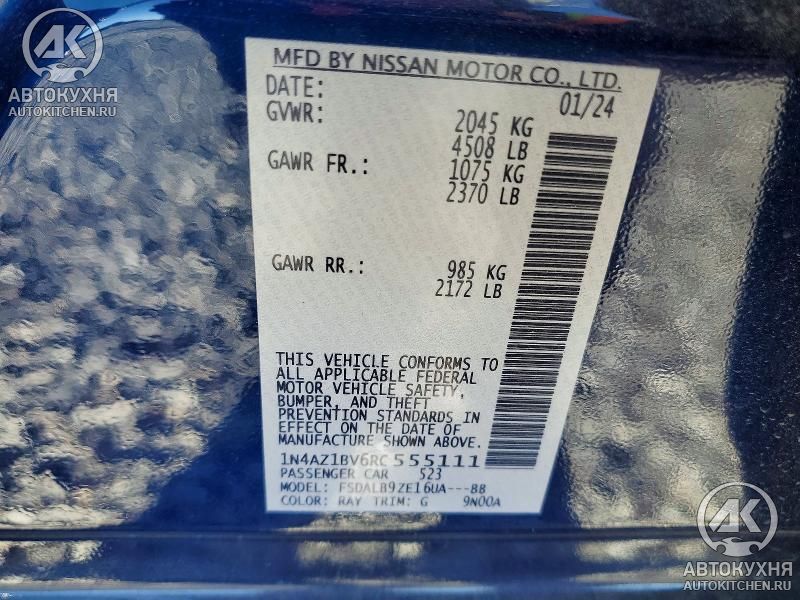 AK
АВТОКУХНЯ
AUTOKITCHEN.RU
MFD BY NISSAN MOTOR CO., LTD.
DATE: 01/24
GVWR: 2045 KG
4508 LB
GAWR FR.: 1075 KG
2370 LB
GAWR RR.: 985 KG
2172 LB
THIS VEHICLE CONFORMS TO
ALL APPLICABLE FEDERAL
MOTOR VEHICLE SAFETY,
BUMPER, AND THEFT
PREVENTION STANDARDS IN
EFFECT ON THE DATE OF
MANUFACTURE SHOWN ABOVE.
1N4AZ1BV6RC555111
PASSENGER CAR 523
MODEL: FSDALB9ZE16UA---BB
COLOR: RAY TRIM: G 9N00A
AK
АВТОКУХНЯ
AUTOKITCHEN.RU